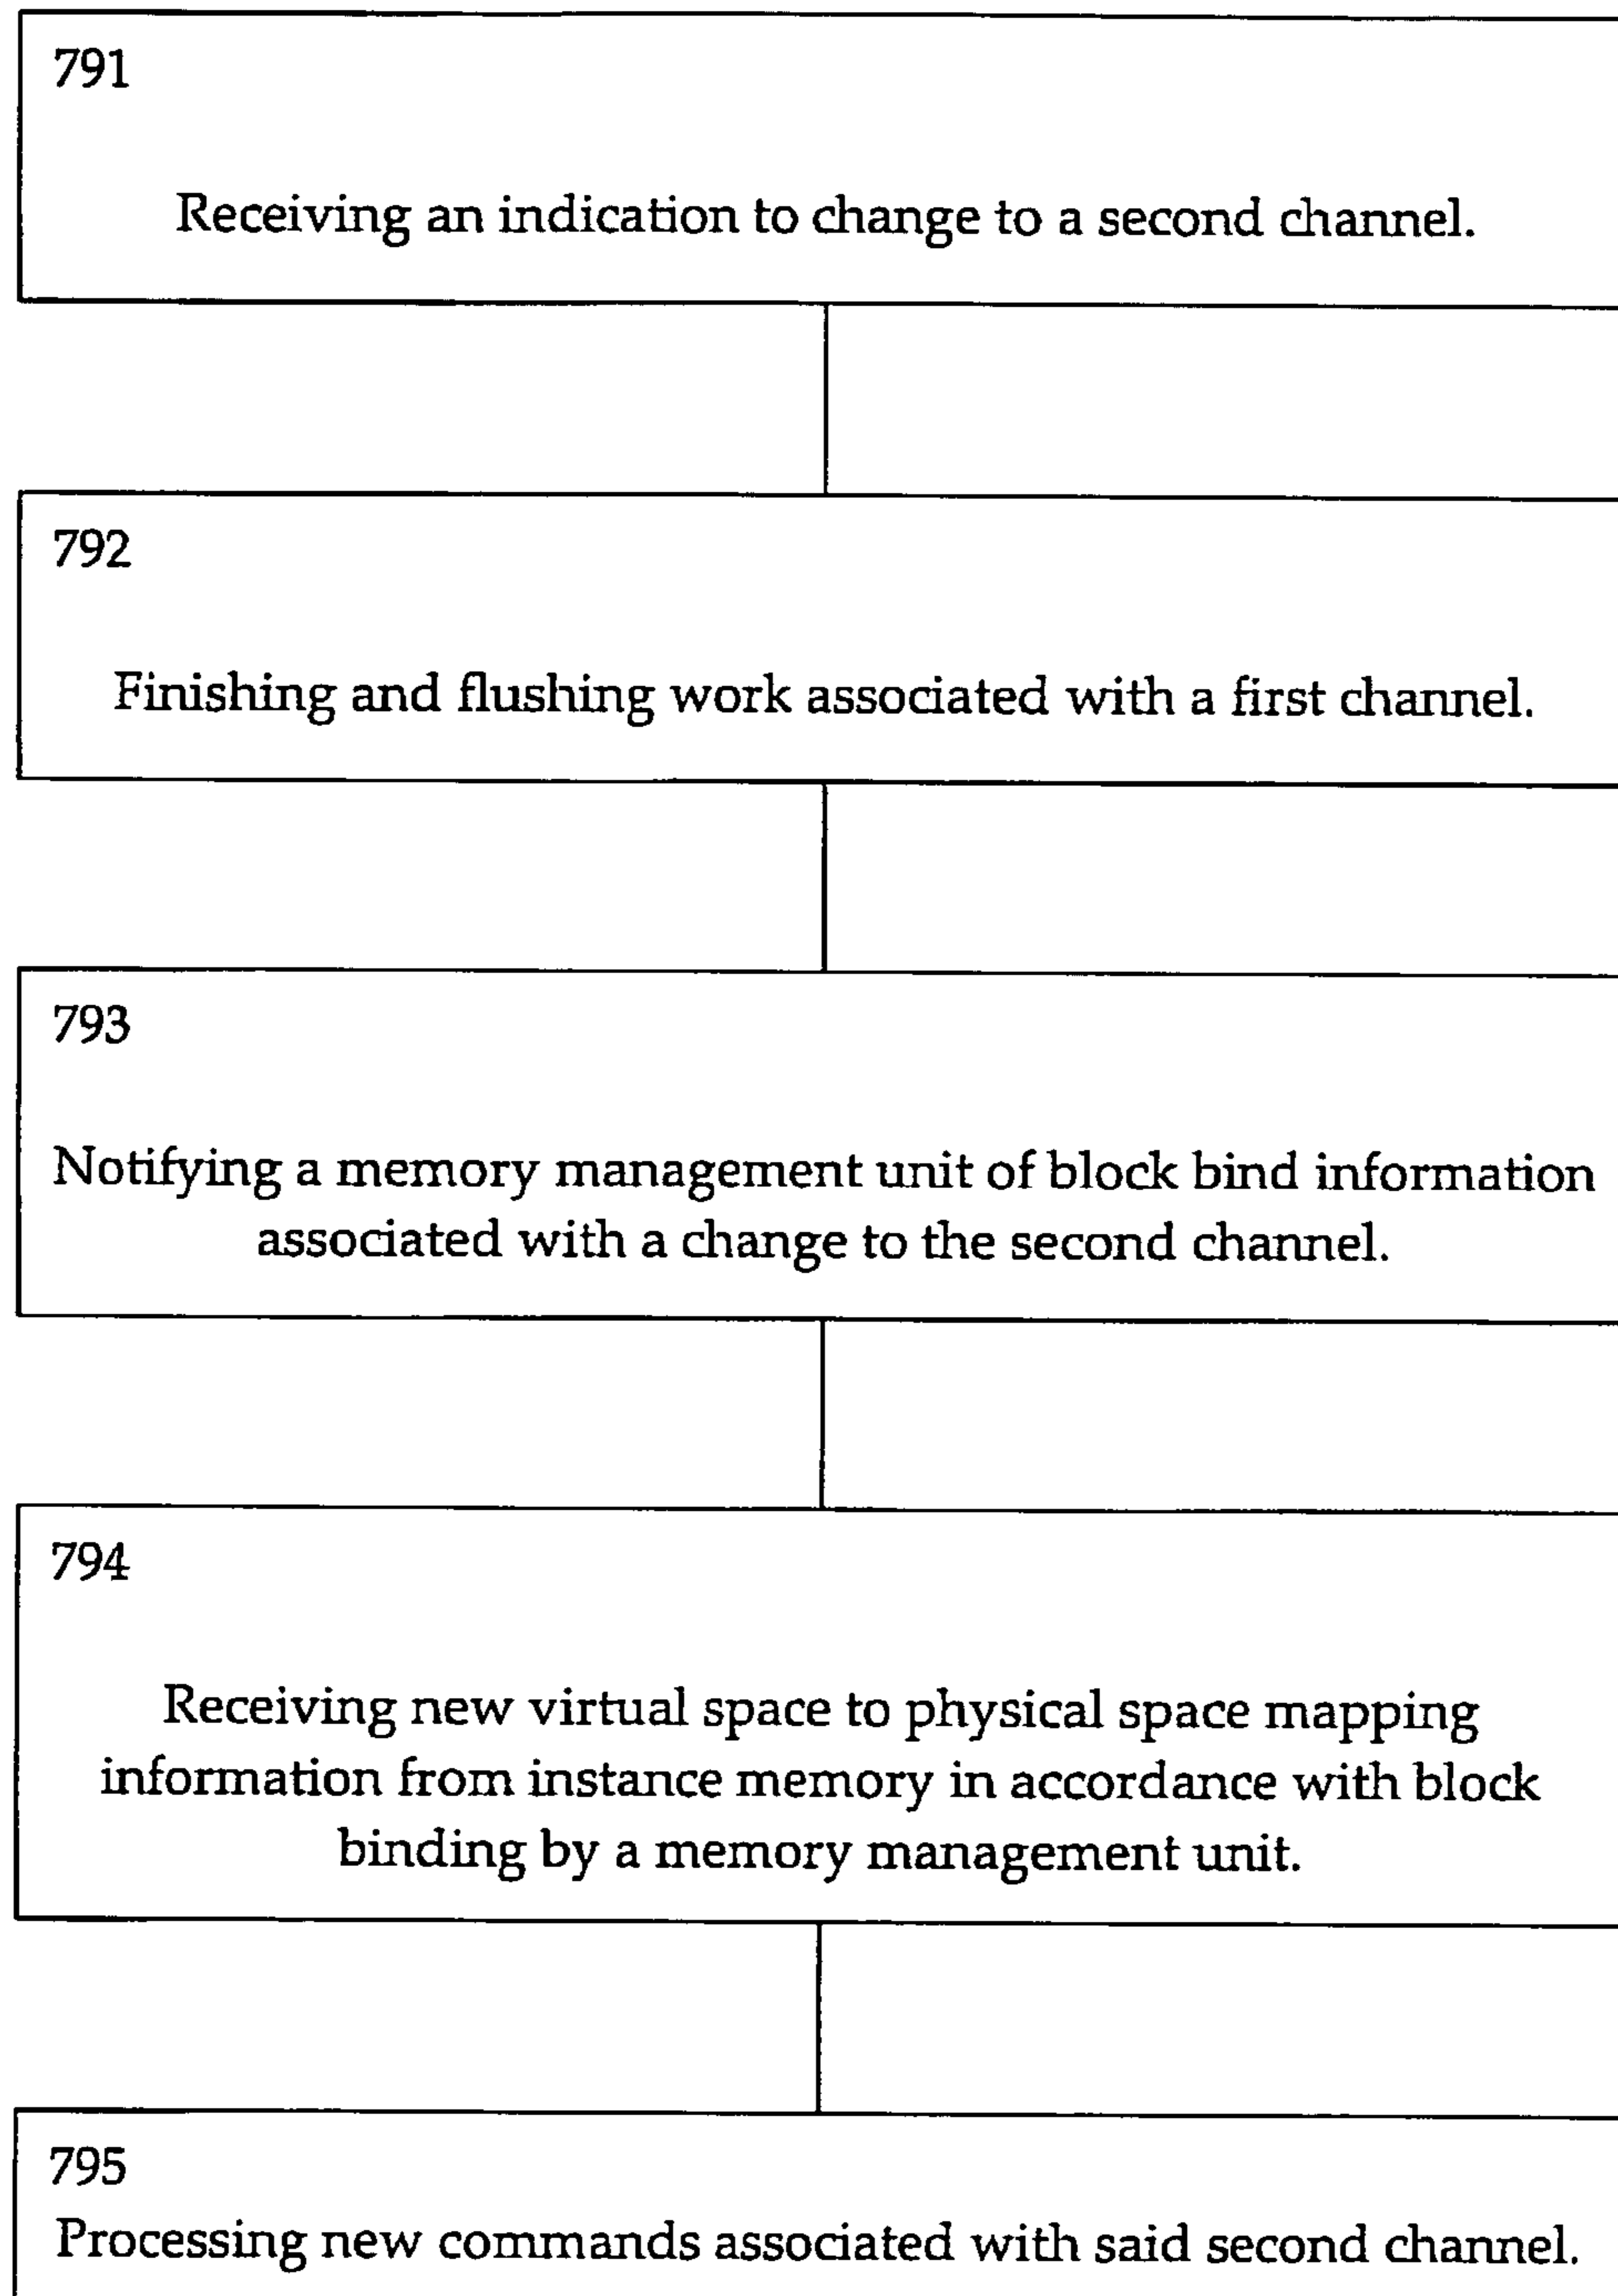 791
Receiving an indication to change to a second channel.
792
Finishing and flushing work associated with a first channel.
793
Notifying a memory management unit of block bind information
associated with a change to the second channel.
794
Receiving new virtual space to physical space mapping
information from instance memory in accordance with block
binding by a memory management unit.
795
Processing new commands associated with said second channel.